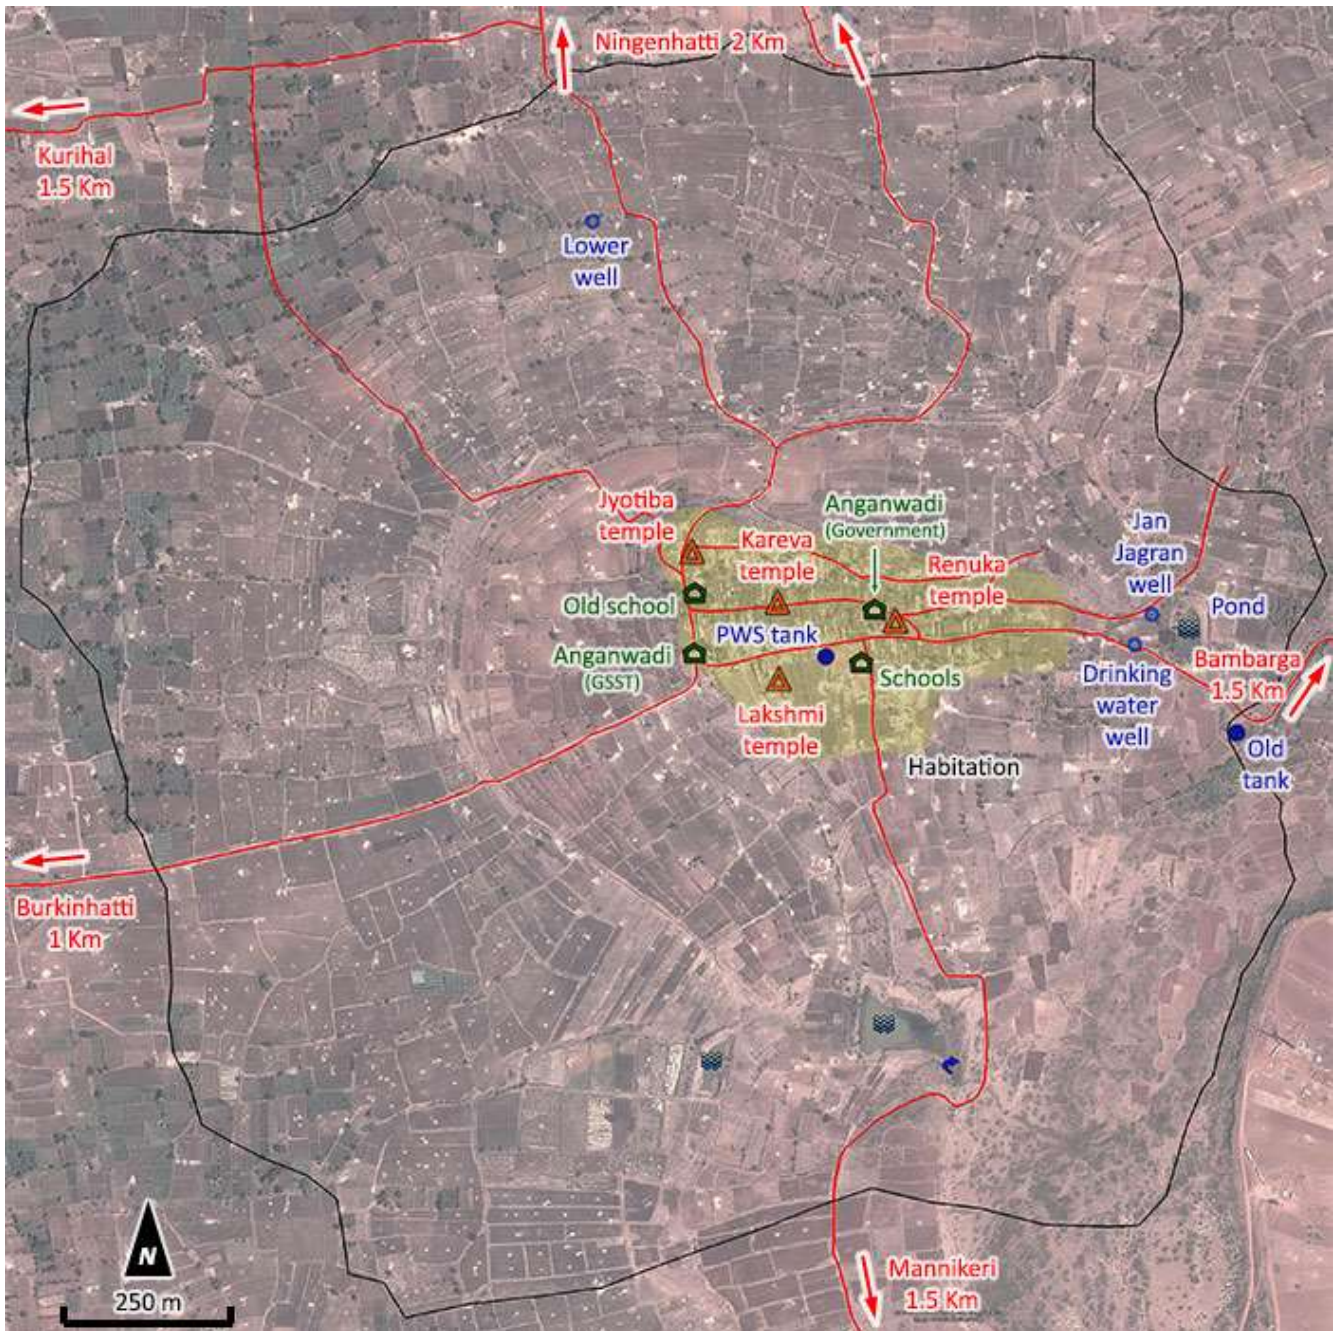 Ningenhatti 2 Km
Kurihal
1.5 Km
Lower
well
Jyotiba
temple
Anganwadi
(Government)
Kareva
temple
Renuka
temple
Jan
Jagran
well
Pond
Old school
PWS tank
Anganwadi
(GSST)
Schools
Lakshmi
temple
Drinking
water
well
Bambarga
1.5 Km
Old
tank
Habitation
Burkinhatti
1 Km
Mannikeri
1.5 Km
N
250 m